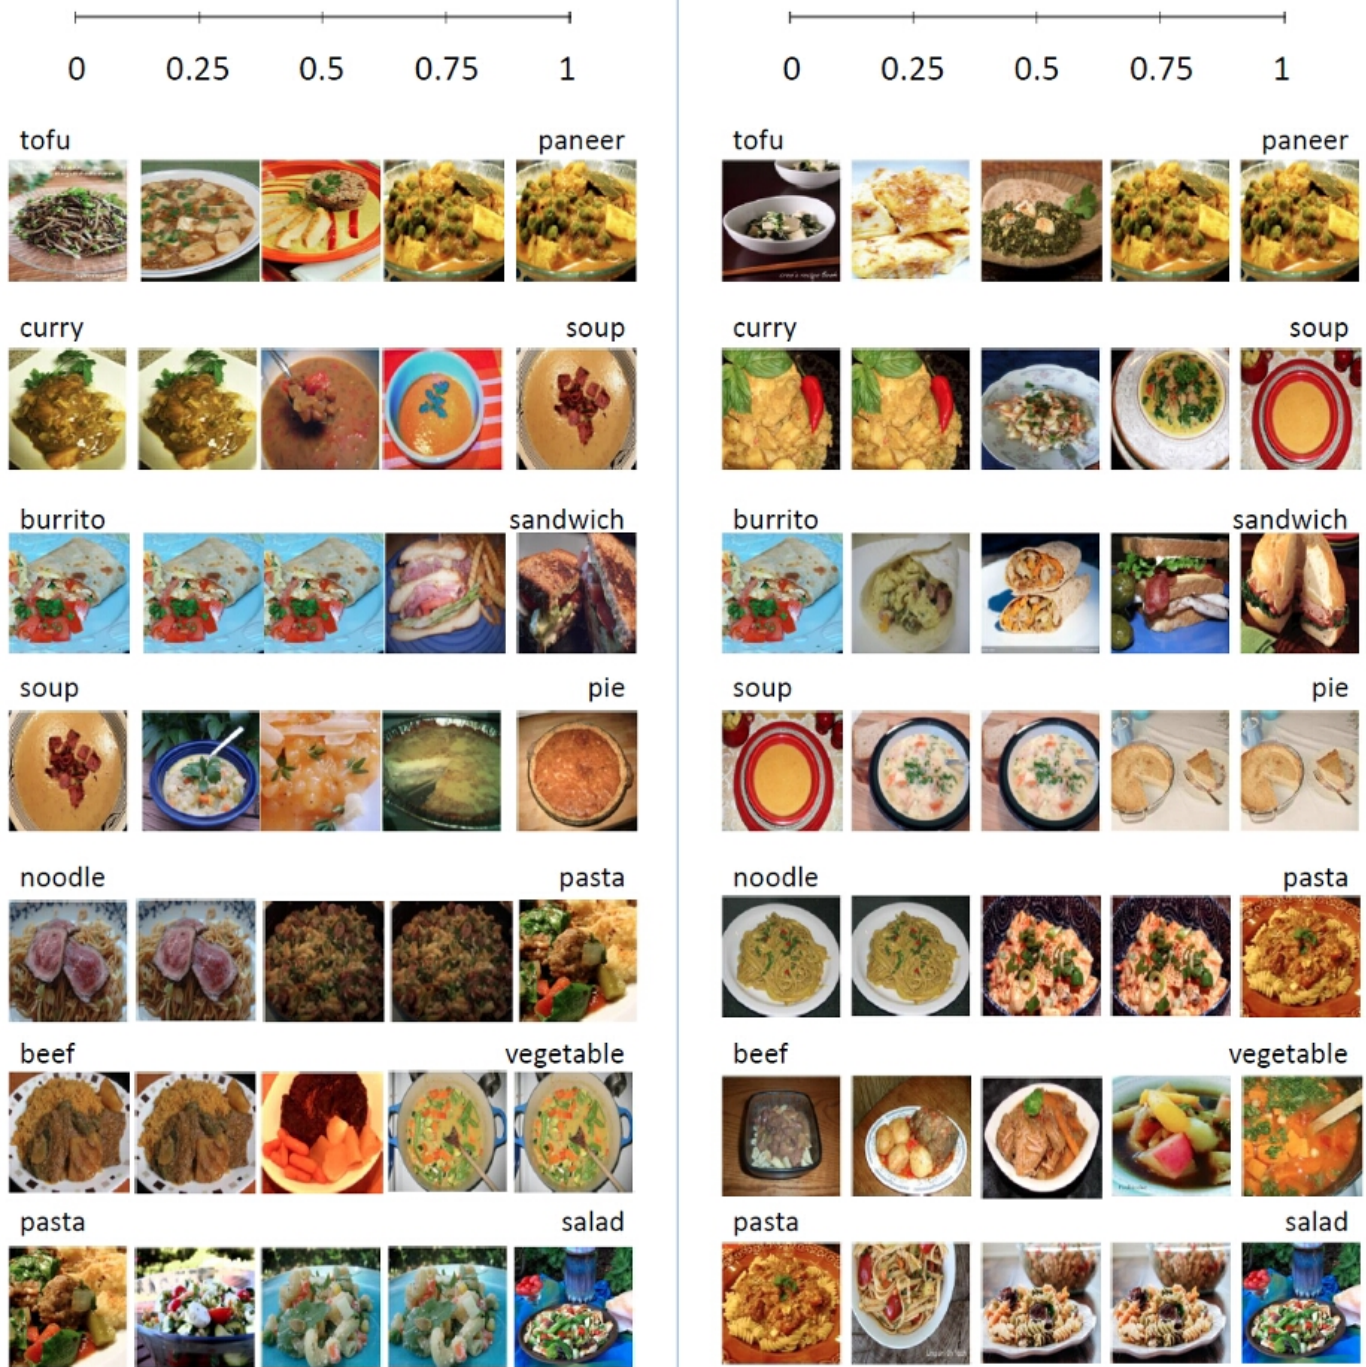 0 0.25 0.5 0.75 1
tofu paneer
curry soup
burrito sandwich
soup pie
noodle pasta
beef vegetable
pasta salad
0 0.25 0.5 0.75 1
tofu paneer
curry soup
burrito sandwich
soup pie
noodle pasta
beef vegetable
pasta salad